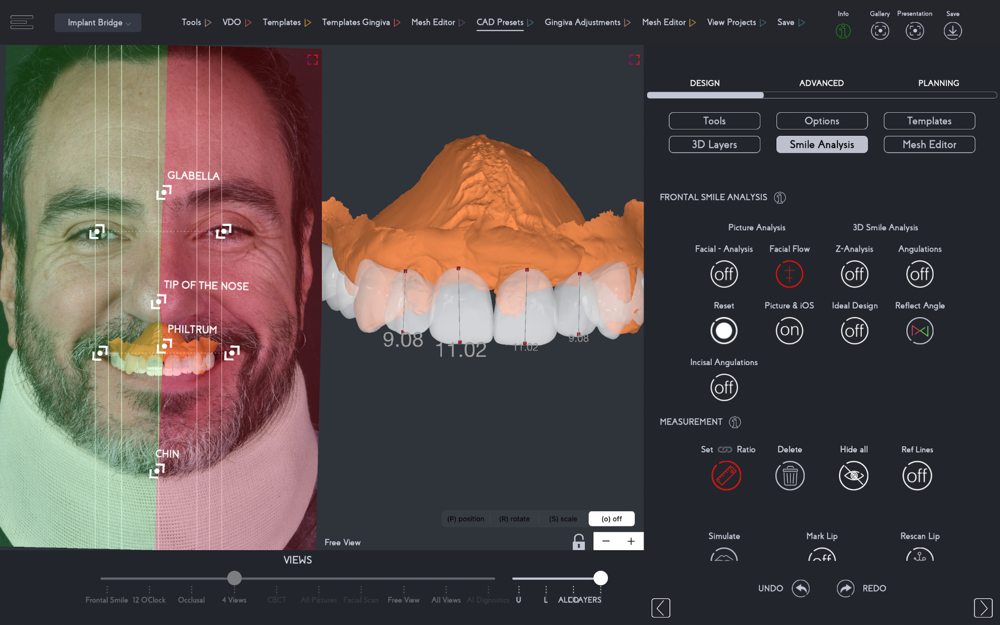 Implant Bridge
Tools
VDO
Templates
Templates Gingiva
Mesh Editor
CAD Presets
Gingiva Adjustments
Mesh Editor
View Projects
Save
Info
Gallery
Presentation
Save
GLABELLA
TIP OF THE NOSE
PHILTRUM
CHIN
9.08
11.02
11.02
9.08
(P) position
(R) rotate
(S) scale
(o) off
Free View
− +
VIEWS
Frontal Smile
12 O'Clock
Occlusal
4 Views
CBCT
All Pictures
Facial Scan
Free View
All Views
AI Dignostics
U
L
DESIGN
ADVANCED
PLANNING
Tools
Options
Templates
3D Layers
Smile Analysis
Mesh Editor
FRONTAL SMILE ANALYSIS
Picture Analysis
3D Smile Analysis
Facial - Analysis
Facial Flow
Z-Analysis
Angulations
off
off
off
Reset
Picture & iOS
Ideal Design
Reflect Angle
on
off
Incisal Angulations
off
MEASUREMENT
Set
Ratio
Delete
Hide all
Ref Lines
off
Simulate
Mark Lip
Rescan Lip
off
UNDO
REDO